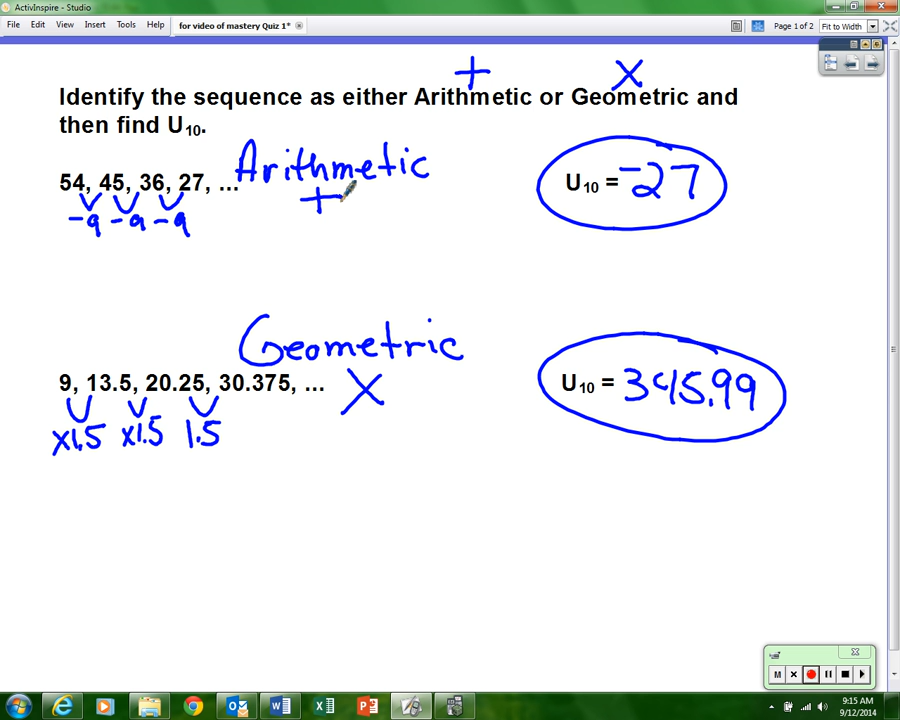 ActivInspire - Studio
File Edit View Insert Tools Help for video of mastery Quiz 1* Page 1 of 2 Fit to Width
+ X
Identify the sequence as either Arithmetic or Geometric and
then find U10.
Arithmetic
54, 45, 36, 27, ... U10 = -27
+
-9 -9 -9
Geometric
9, 13.5, 20.25, 30.375, ... U10 = 345.99
X
x1.5 x1.5 1.5
M
9:15 AM
9/12/2014